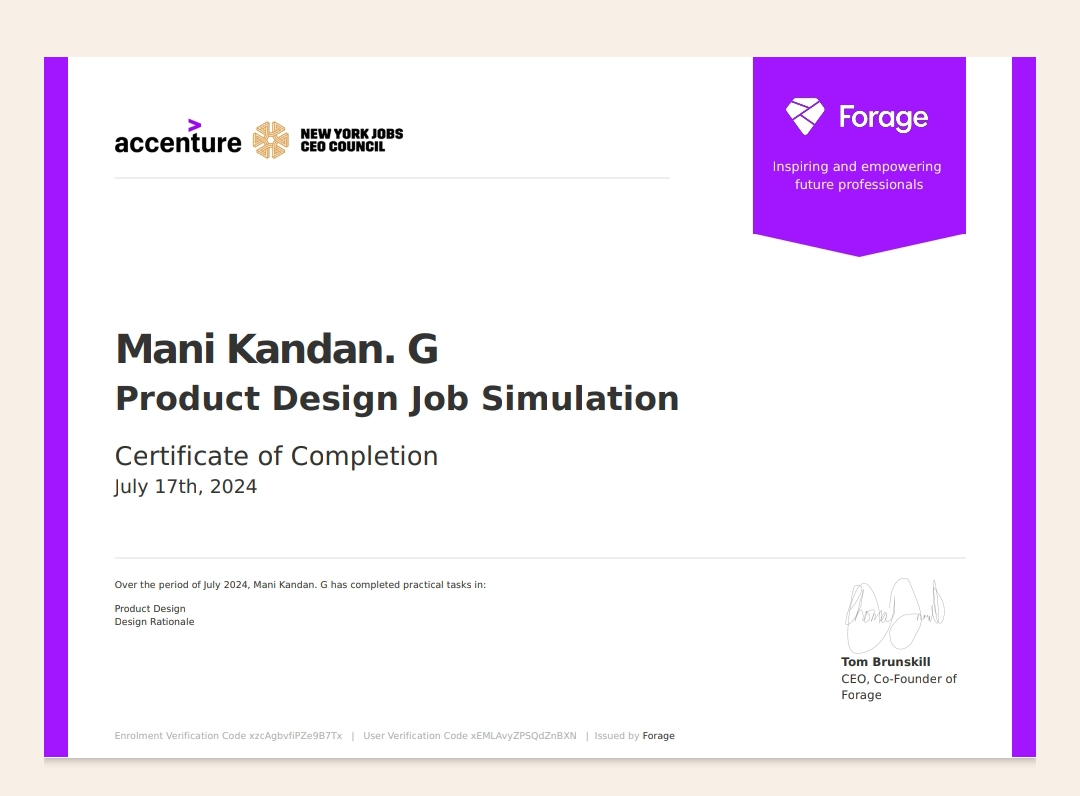 accenture
NEW YORK JOBS
CEO COUNCIL
Forage
Inspiring and empowering
future professionals
Mani Kandan. G
Product Design Job Simulation
Certificate of Completion
July 17th, 2024
Over the period of July 2024, Mani Kandan. G has completed practical tasks in:
Product Design
Design Rationale
Tom Brunskill
CEO, Co-Founder of
Forage
Enrolment Verification Code xzcAgbvfiPZe9B7Tx | User Verification Code xEMLAvyZPSQdZnBXN | Issued by Forage